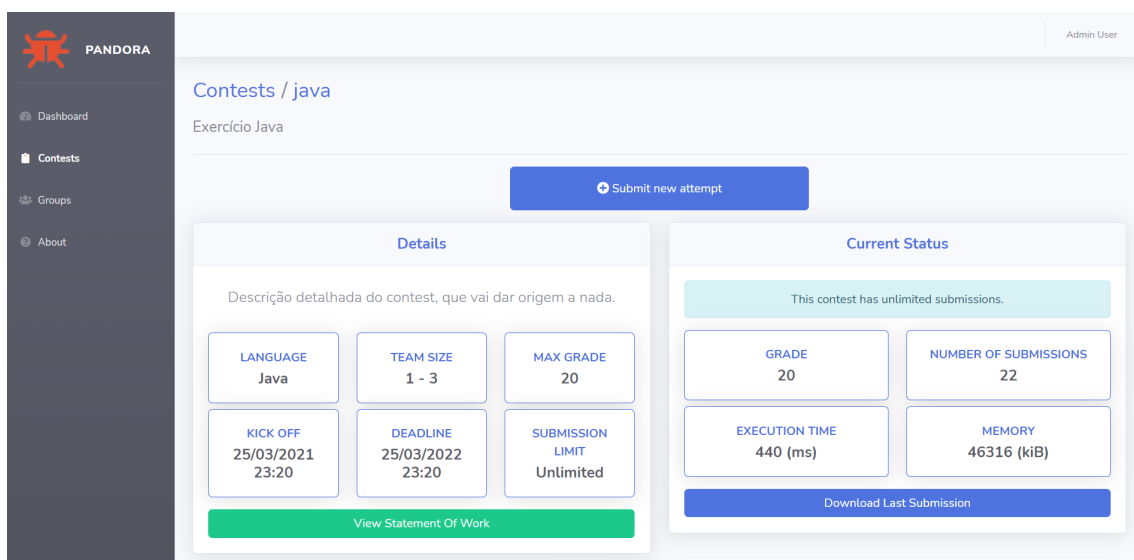 PANDORA
Admin User
Dashboard
Contests
Groups
About
Contests / java
Exercício Java
Submit new attempt
Details
Descrição detalhada do contest, que vai dar origem a nada.
LANGUAGE
Java
TEAM SIZE
1 - 3
MAX GRADE
20
KICK OFF
25/03/2021
23:20
DEADLINE
25/03/2022
23:20
SUBMISSION
LIMIT
Unlimited
View Statement Of Work
Current Status
This contest has unlimited submissions.
GRADE
20
NUMBER OF SUBMISSIONS
22
EXECUTION TIME
440 (ms)
MEMORY
46316 (kiB)
Download Last Submission